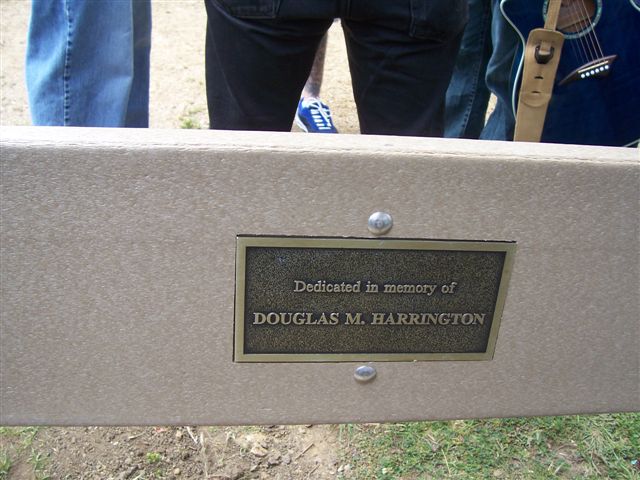 Dedicated in memory of
DOUGLAS M. HARRINGTON